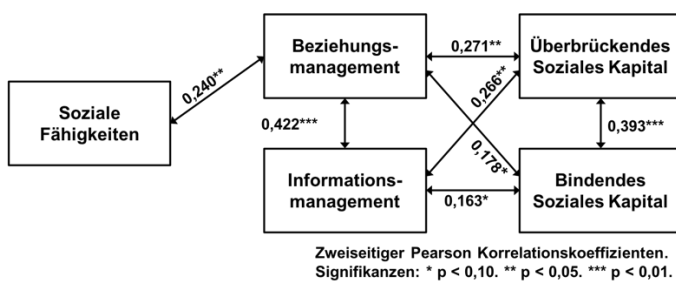 Beziehungs-
management
0,271**
Überbrückendes
Soziales Kapital
0,240**
0,266**
Soziale
Fähigkeiten
0,422***
0,393***
0,178*
Informations-
management
0,163*
Bindendes
Soziales Kapital
Zweiseitiger Pearson Korrelationskoeffizienten.
Signifikanzen: * p < 0,10. ** p < 0,05. *** p < 0,01.